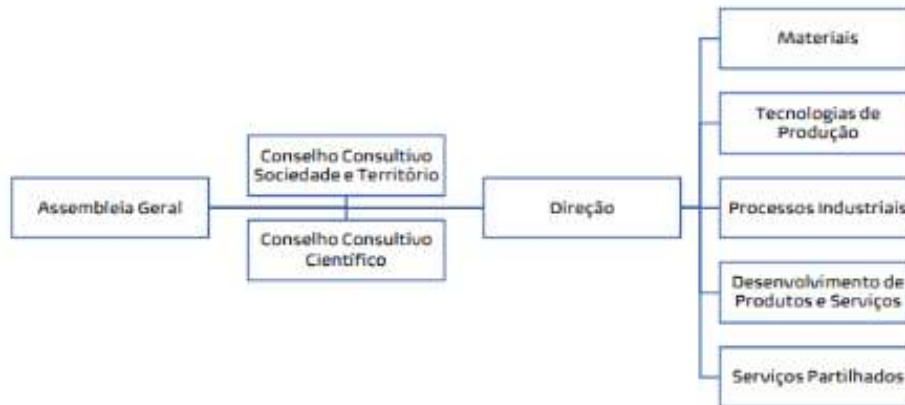 Materiais
Tecnologias de
Produção
Conselho Consultivo
Sociedade e Território
Assembleia Geral
Direção
Processos Industriais
Conselho Consultivo
Científico
Desenvolvimento de
Produtos e Serviços
Serviços Partilhados